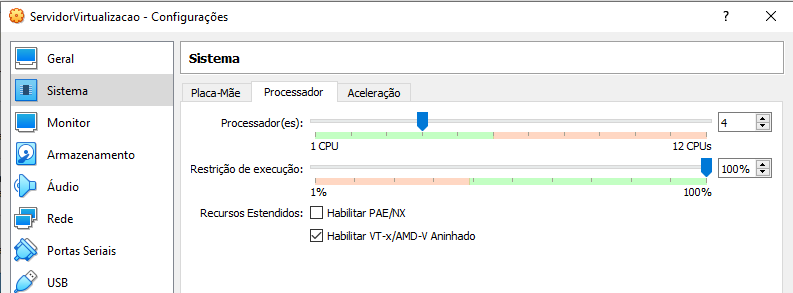 ServidorVirtualizacao - Configurações
?
Geral
Sistema
Monitor
Armazenamento
Áudio
Rede
Portas Seriais
USB
Sistema
Placa-Mãe Processador Aceleração
Processador(es): 4
1 CPU 12 CPUs
Restrição de execução: 100%
1% 100%
Recursos Estendidos: Habilitar PAE/NX
Habilitar VT-x/AMD-V Aninhado